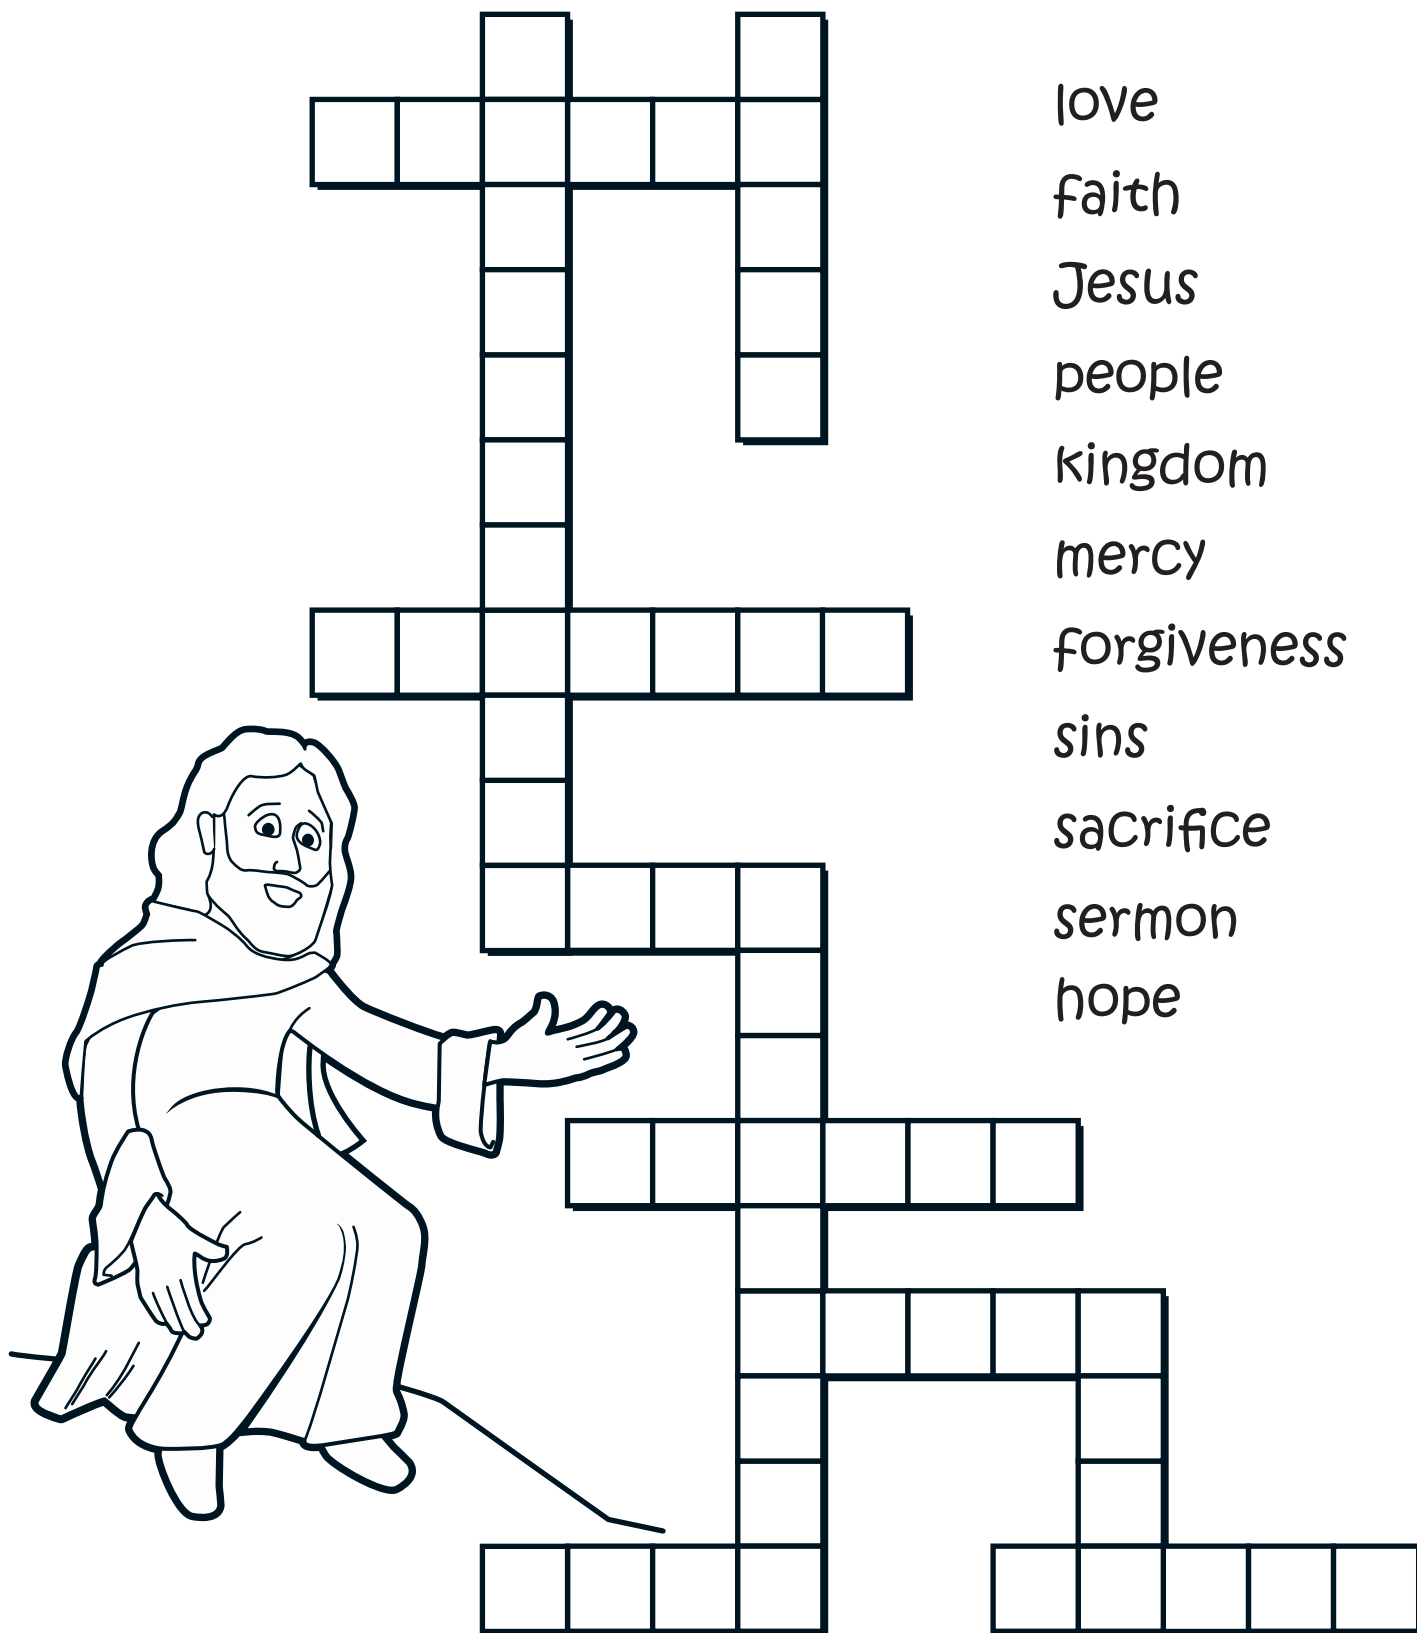 love
faith
Jesus
people
kingdom
mercy
forgiveness
sins
sacrifice
sermon
hope